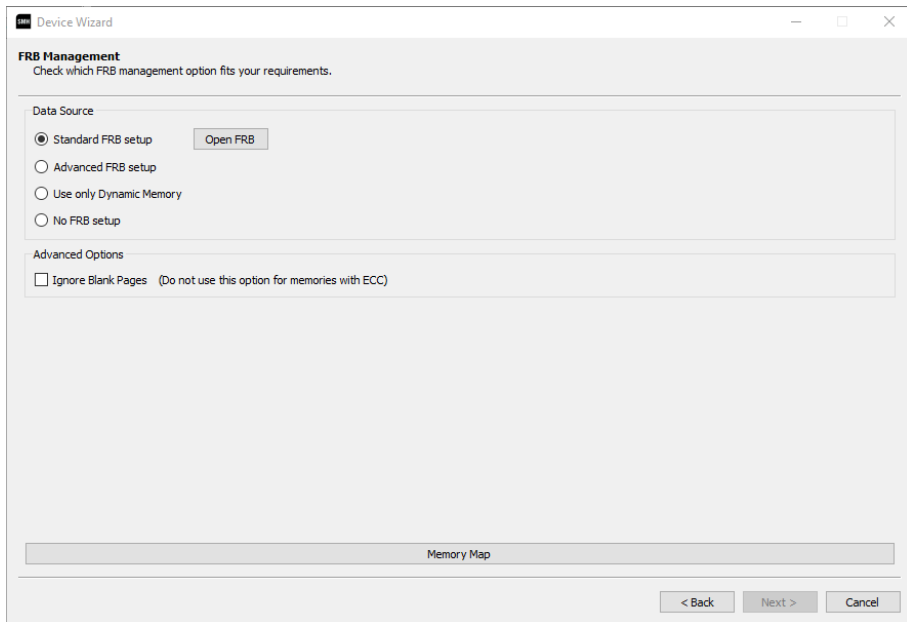 SMH Device Wizard
FRB Management
Check which FRB management option fits your requirements.
Data Source
Standard FRB setup Open FRB
Advanced FRB setup
Use only Dynamic Memory
No FRB setup
Advanced Options
Ignore Blank Pages (Do not use this option for memories with ECC)
Memory Map
< Back Next > Cancel